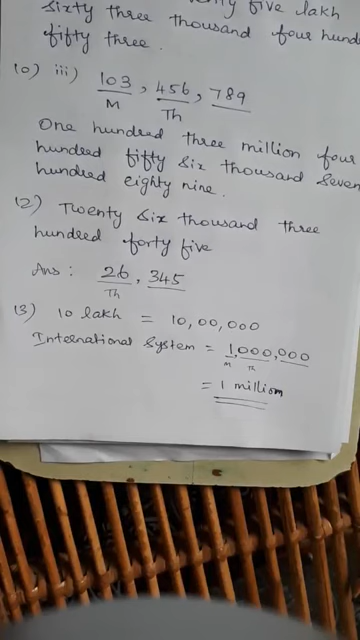 sixty three thousand four hund
fifty three.
10) iii) 103, 456, 789
M Th
One hundred three million four
hundred fifty six thousand seven
hundred eighty nine.
12) Twenty six thousand three
hundred forty five
Ans: 26, 345
Th
13) 10 lakh = 10,00,000
International System = 1,000,000
M Th
= 1 million